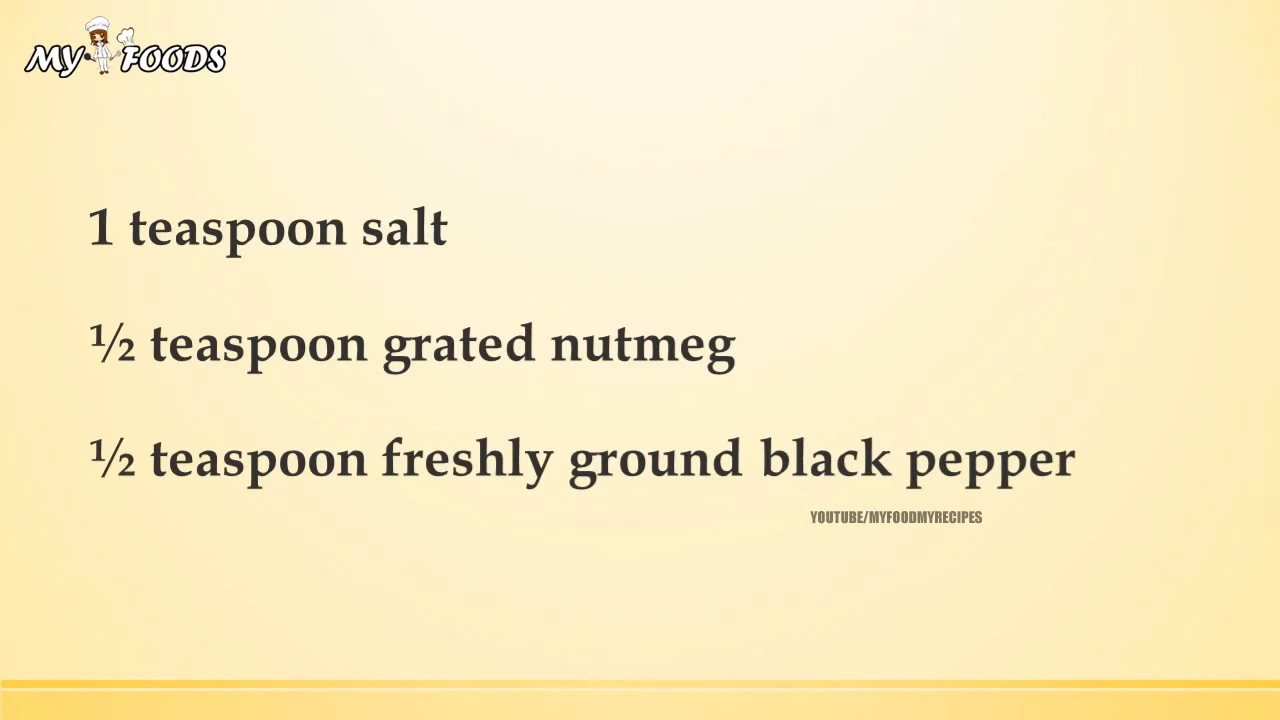 MY FOODS
1 teaspoon salt
½ teaspoon grated nutmeg
½ teaspoon freshly ground black pepper
YOUTUBE/MYFOODMYRECIPES